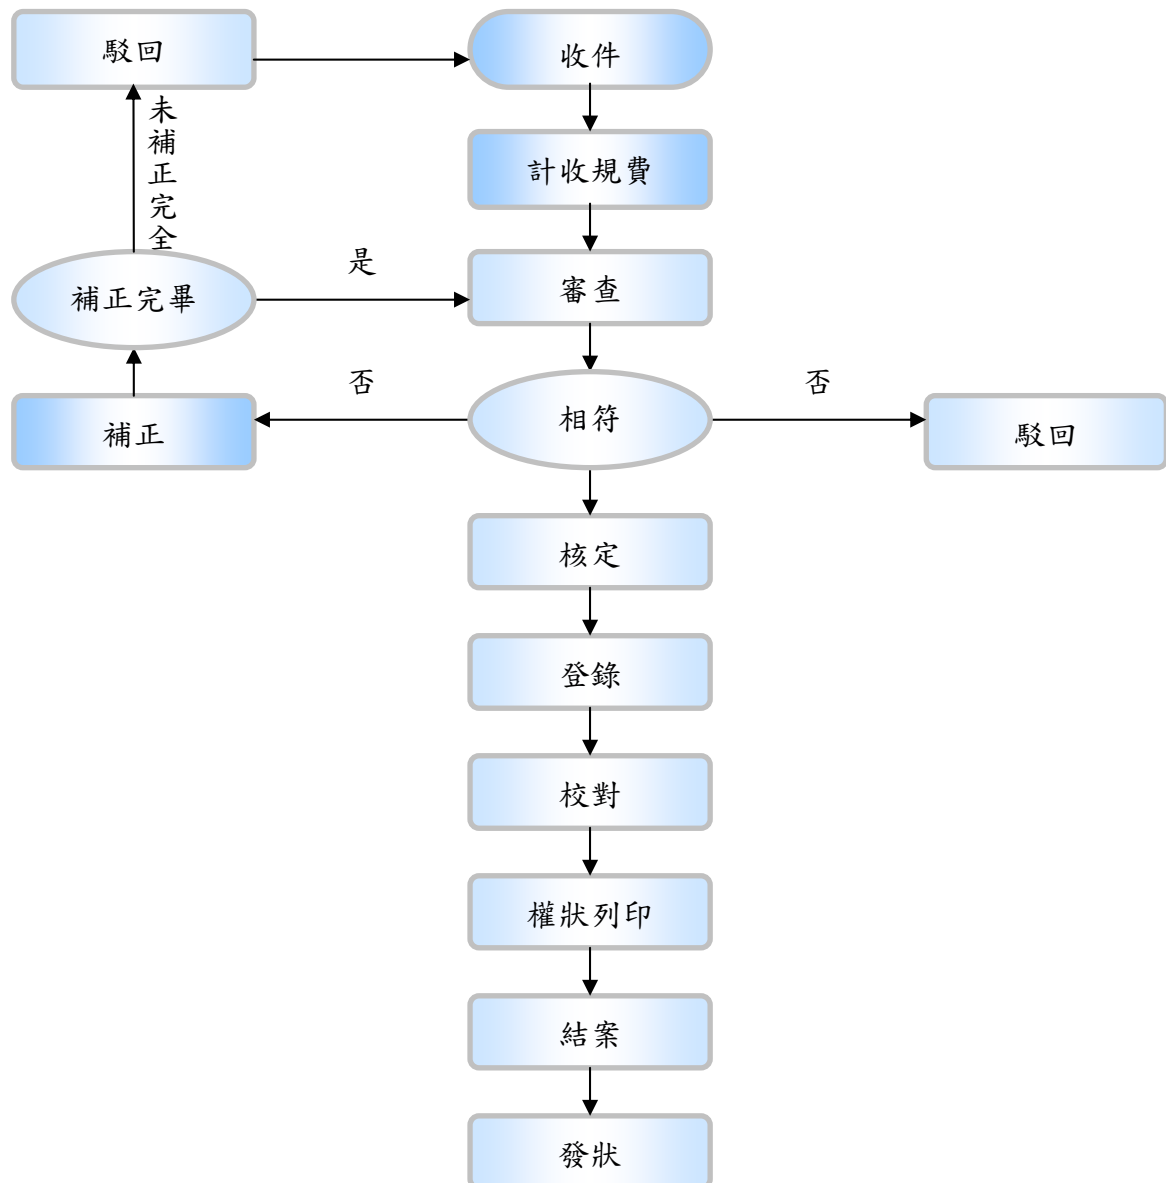 駁回
收件
未補正完全
計收規費
是
審查
補正完畢
否
否
補正
相符
駁回
核定
登錄
校對
權狀列印
結案
發狀